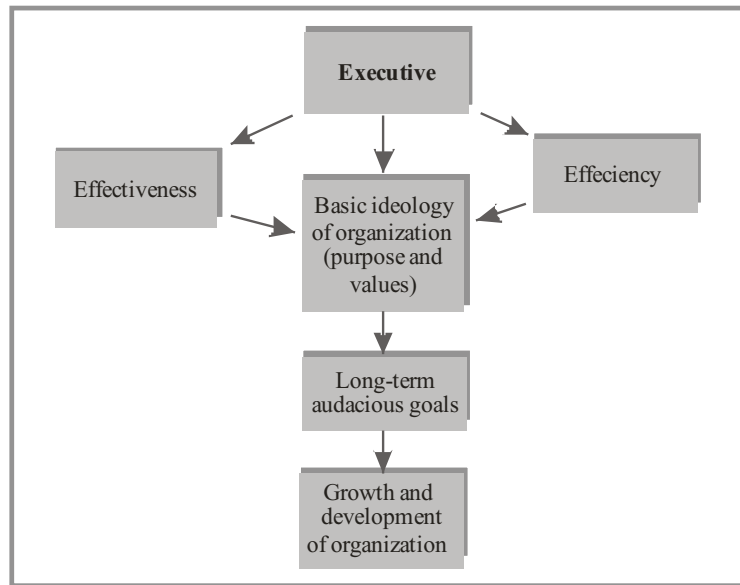 Executive
Effectiveness
Effeciency
Basic ideology
of organization
(purpose and
values)
Long-term
audacious goals
Growth and
development
of organization